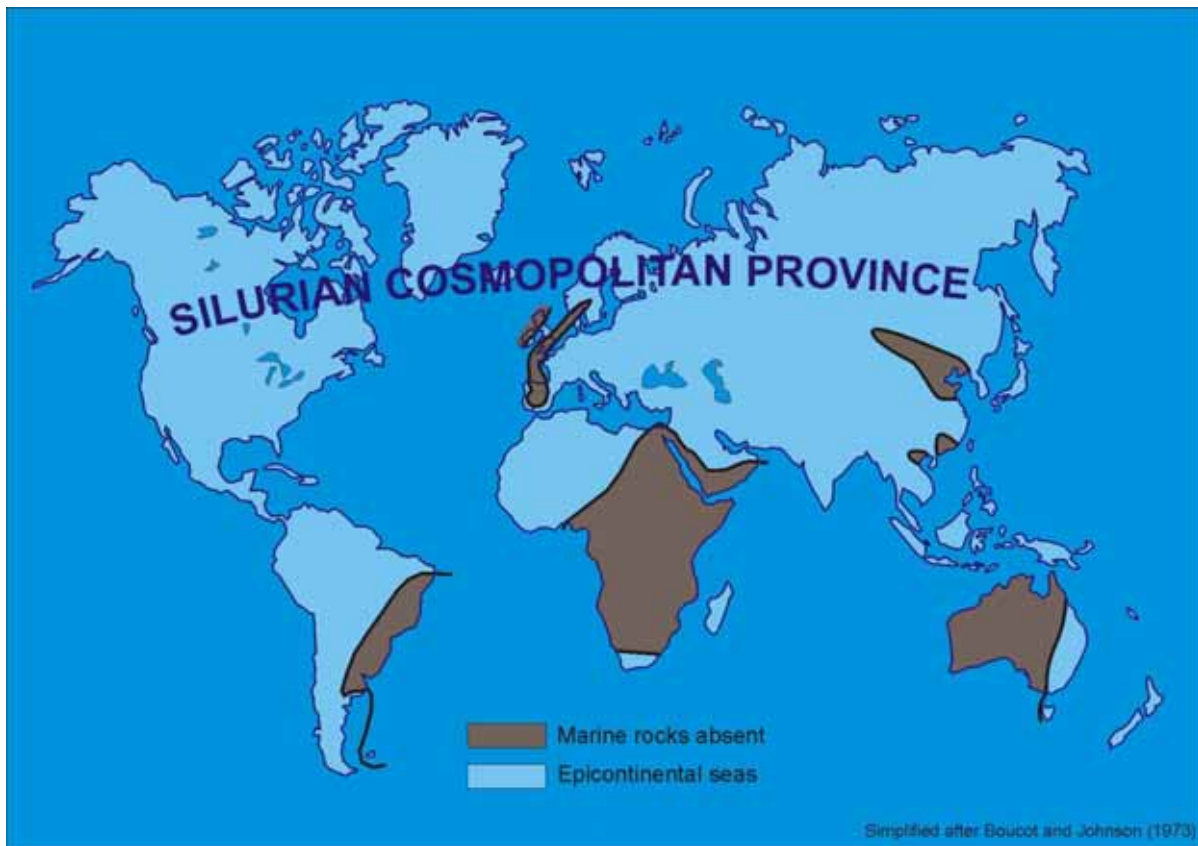 SILURIAN COSMOPOLITAN PROVINCE
Marine rocks absent
Epicontinental seas
Simplified after Boucot and Johnson (1973)